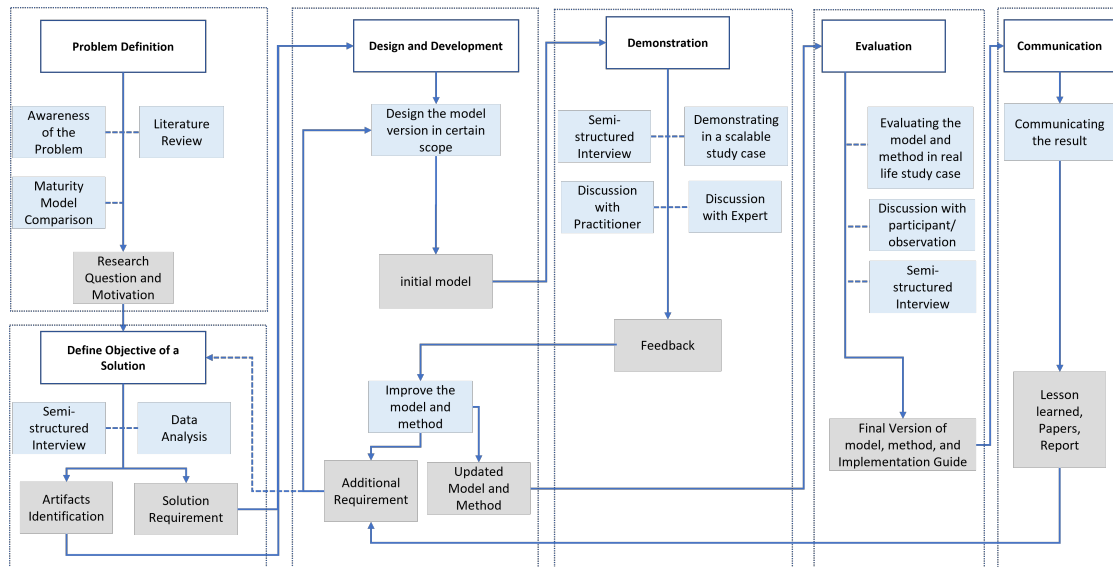 Problem Definition
Awareness
of the
Problem
Literature
Review
Maturity
Model
Comparison
Research
Question and
Motivation
Define Objective of a
Solution
Semi-
structured
Interview
Data
Analysis
Artifacts
Identification
Solution
Requirement
Design and Development
Design the model
version in certain
scope
initial model
Improve the
model and
method
Additional
Requirement
Updated
Model and
Method
Demonstration
Semi-
structured
Interview
Demonstrating
in a scalable
study case
Discussion
with
Practitioner
Discussion
with Expert
Feedback
Evaluation
Evaluating the
model and
method in real
life study case
Discussion with
participant/
observation
Semi-
structured
Interview
Final Version of
model, method, and
Implementation Guide
Communication
Communicating
the result
Lesson
learned,
Papers,
Report